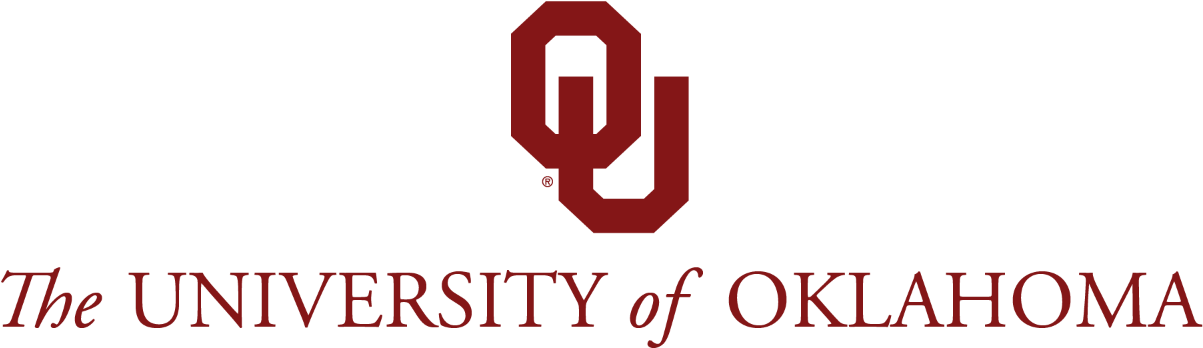 OU
®
The UNIVERSITY of OKLAHOMA